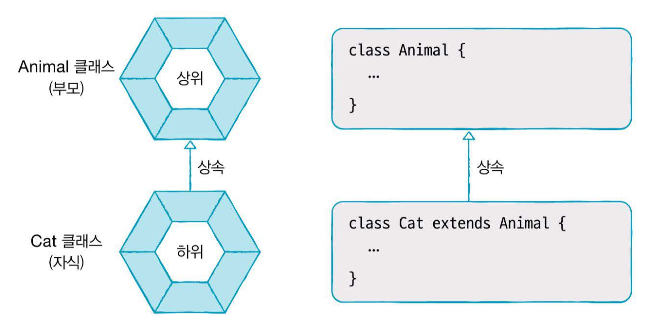 Animal 클래스
(부모)
상위
상속
Cat 클래스
(자식)
하위
class Animal {
...
}
상속
class Cat extends Animal {
...
}